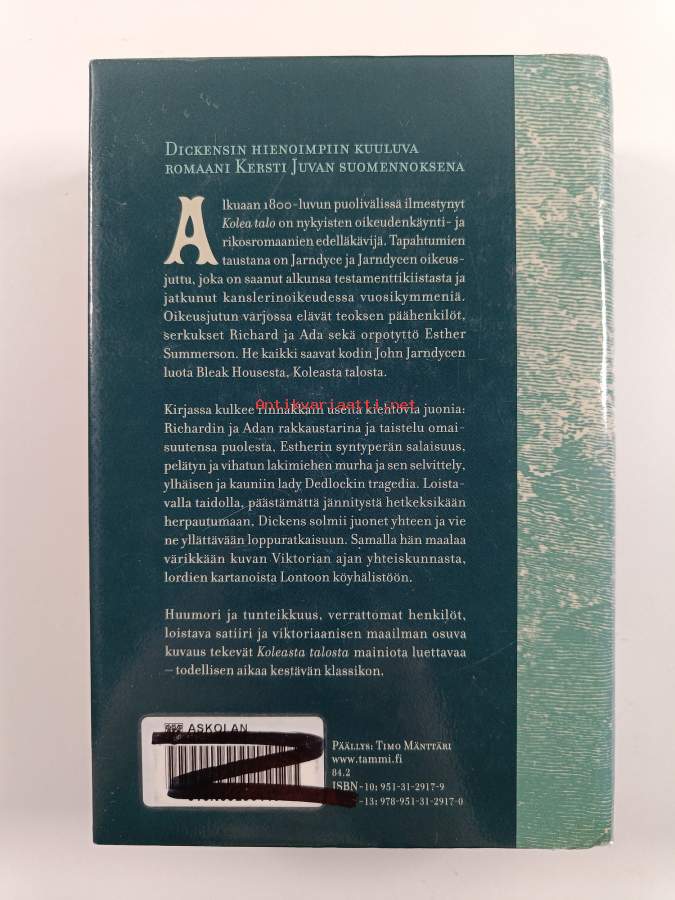 DICKENSIN HIENOIMPIIN KUULUVA
ROMAANI KERSTI JUVAN SUOMENNOKSENA
Alkuaan 1800-luvun puolivälissä ilmestynyt
Kolea talo on nykyisten oikeudenkäynti- ja
rikosromaanien edelläkävijä. Tapahtumien
taustana on Jarndyce ja Jarndycen oikeus-
juttu, joka on saanut alkunsa testamenttikiistasta ja
jatkunut kanslerinoikeudessa vuosikymmeniä.
Oikeusjutun varjossa elävät teoksen päähenkilöt,
serkukset Richard ja Ada sekä orpotyttö Esther
Summerson. He kaikki saavat kodin John Jarndycen
luota Bleak Housesta, Koleasta talosta.
Antikvariaatti.net
Kirjassa kulkee rinnakkain useita kiehtovia juonia:
Richardin ja Adan rakkaustarina ja taistelu omai-
suutensa puolesta, Estherin syntyperän salaisuus,
pelätyn ja vihatun lakimiehen murha ja sen selvittely,
ylhäisen ja kauniin lady Dedlockin tragedia. Loista-
valla taidolla, päästämättä jännitystä hetkeksikään
herpautumaan, Dickens solmii juonet yhteen ja vie
ne yllättävään loppuratkaisuun. Samalla hän maalaa
värikkään kuvan Viktorian ajan yhteiskunnasta,
lordien kartanoista Lontoon köyhälistöön.
Huumori ja tunteikkuus, verrattomat henkilöt,
loistava satiiri ja viktoriaanisen maailman osuva
kuvaus tekevät Koleasta talosta mainiota luettavaa
– todellisen aikaa kestävän klassikon.
ASKOLAN
PÄÄLLYS: TIMO MÄNTTÄRI
www.tammi.fi
84.2
ISBN-10: 951-31-2917-9
-13: 978-951-31-2917-0